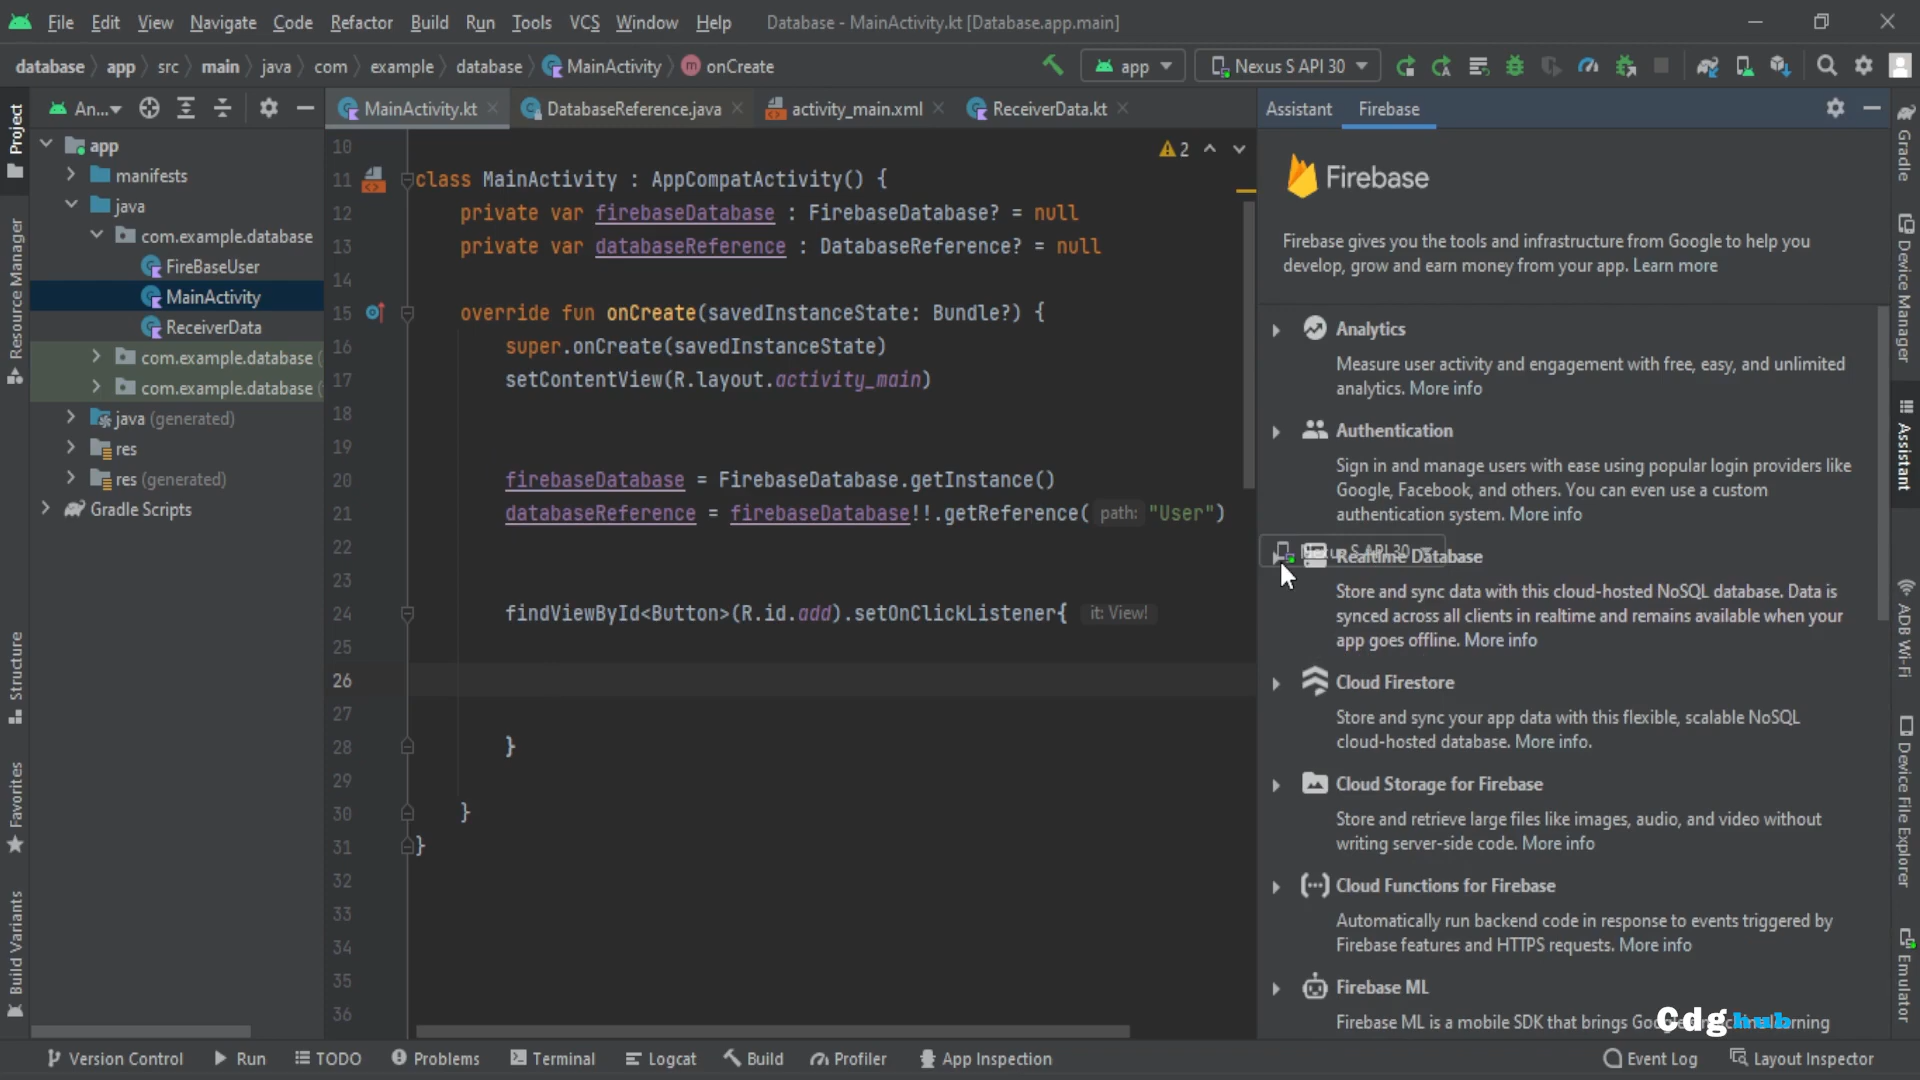 File Edit View Navigate Code Refactor Build Run Tools VCS Window Help Database - MainActivity.kt [Database.app.main]
database app src main java com example database MainActivity onCreate app Nexus S API 30
An... MainActivity.kt DatabaseReference.java activity_main.xml ReceiverData.kt Assistant Firebase
Project
Resource Manager
Structure
Favorites
Build Variants
app
manifests
java
com.example.database
FireBaseUser
MainActivity
ReceiverData
com.example.database (
com.example.database (
java (generated)
res
res (generated)
Gradle Scripts
2
10
11 class MainActivity : AppCompatActivity() {
12 private var firebaseDatabase : FirebaseDatabase? = null
13 private var databaseReference : DatabaseReference? = null
14
15 override fun onCreate(savedInstanceState: Bundle?) {
16 super.onCreate(savedInstanceState)
17 setContentView(R.layout.activity_main)
18
19
20 firebaseDatabase = FirebaseDatabase.getInstance()
21 databaseReference = firebaseDatabase!!.getReference( path: "User")
22
23
24 findViewById<Button>(R.id.add).setOnClickListener{ it: View!
25
26
27
28 }
29
30 }
31 }
32
33
34
35
36
Firebase
Firebase gives you the tools and infrastructure from Google to help you
develop, grow and earn money from your app. Learn more
Analytics
Measure user activity and engagement with free, easy, and unlimited
analytics. More info
Authentication
Sign in and manage users with ease using popular login providers like
Google, Facebook, and others. You can even use a custom
authentication system. More info
Nexus S API 30
Realtime Database
Store and sync data with this cloud-hosted NoSQL database. Data is
synced across all clients in realtime and remains available when your
app goes offline. More info
Cloud Firestore
Store and sync your app data with this flexible, scalable NoSQL
cloud-hosted database. More info.
Cloud Storage for Firebase
Store and retrieve large files like images, audio, and video without
writing server-side code. More info
Cloud Functions for Firebase
Automatically run backend code in response to events triggered by
Firebase features and HTTPS requests. More info
Firebase ML
Firebase ML is a mobile SDK that brings
Cdg hub
Gradle
Device Manager
Assistant
ADB Wi-Fi
Device File Explorer
Emulator
Version Control Run TODO Problems Terminal Logcat Build Profiler App Inspection Event Log Layout Inspector